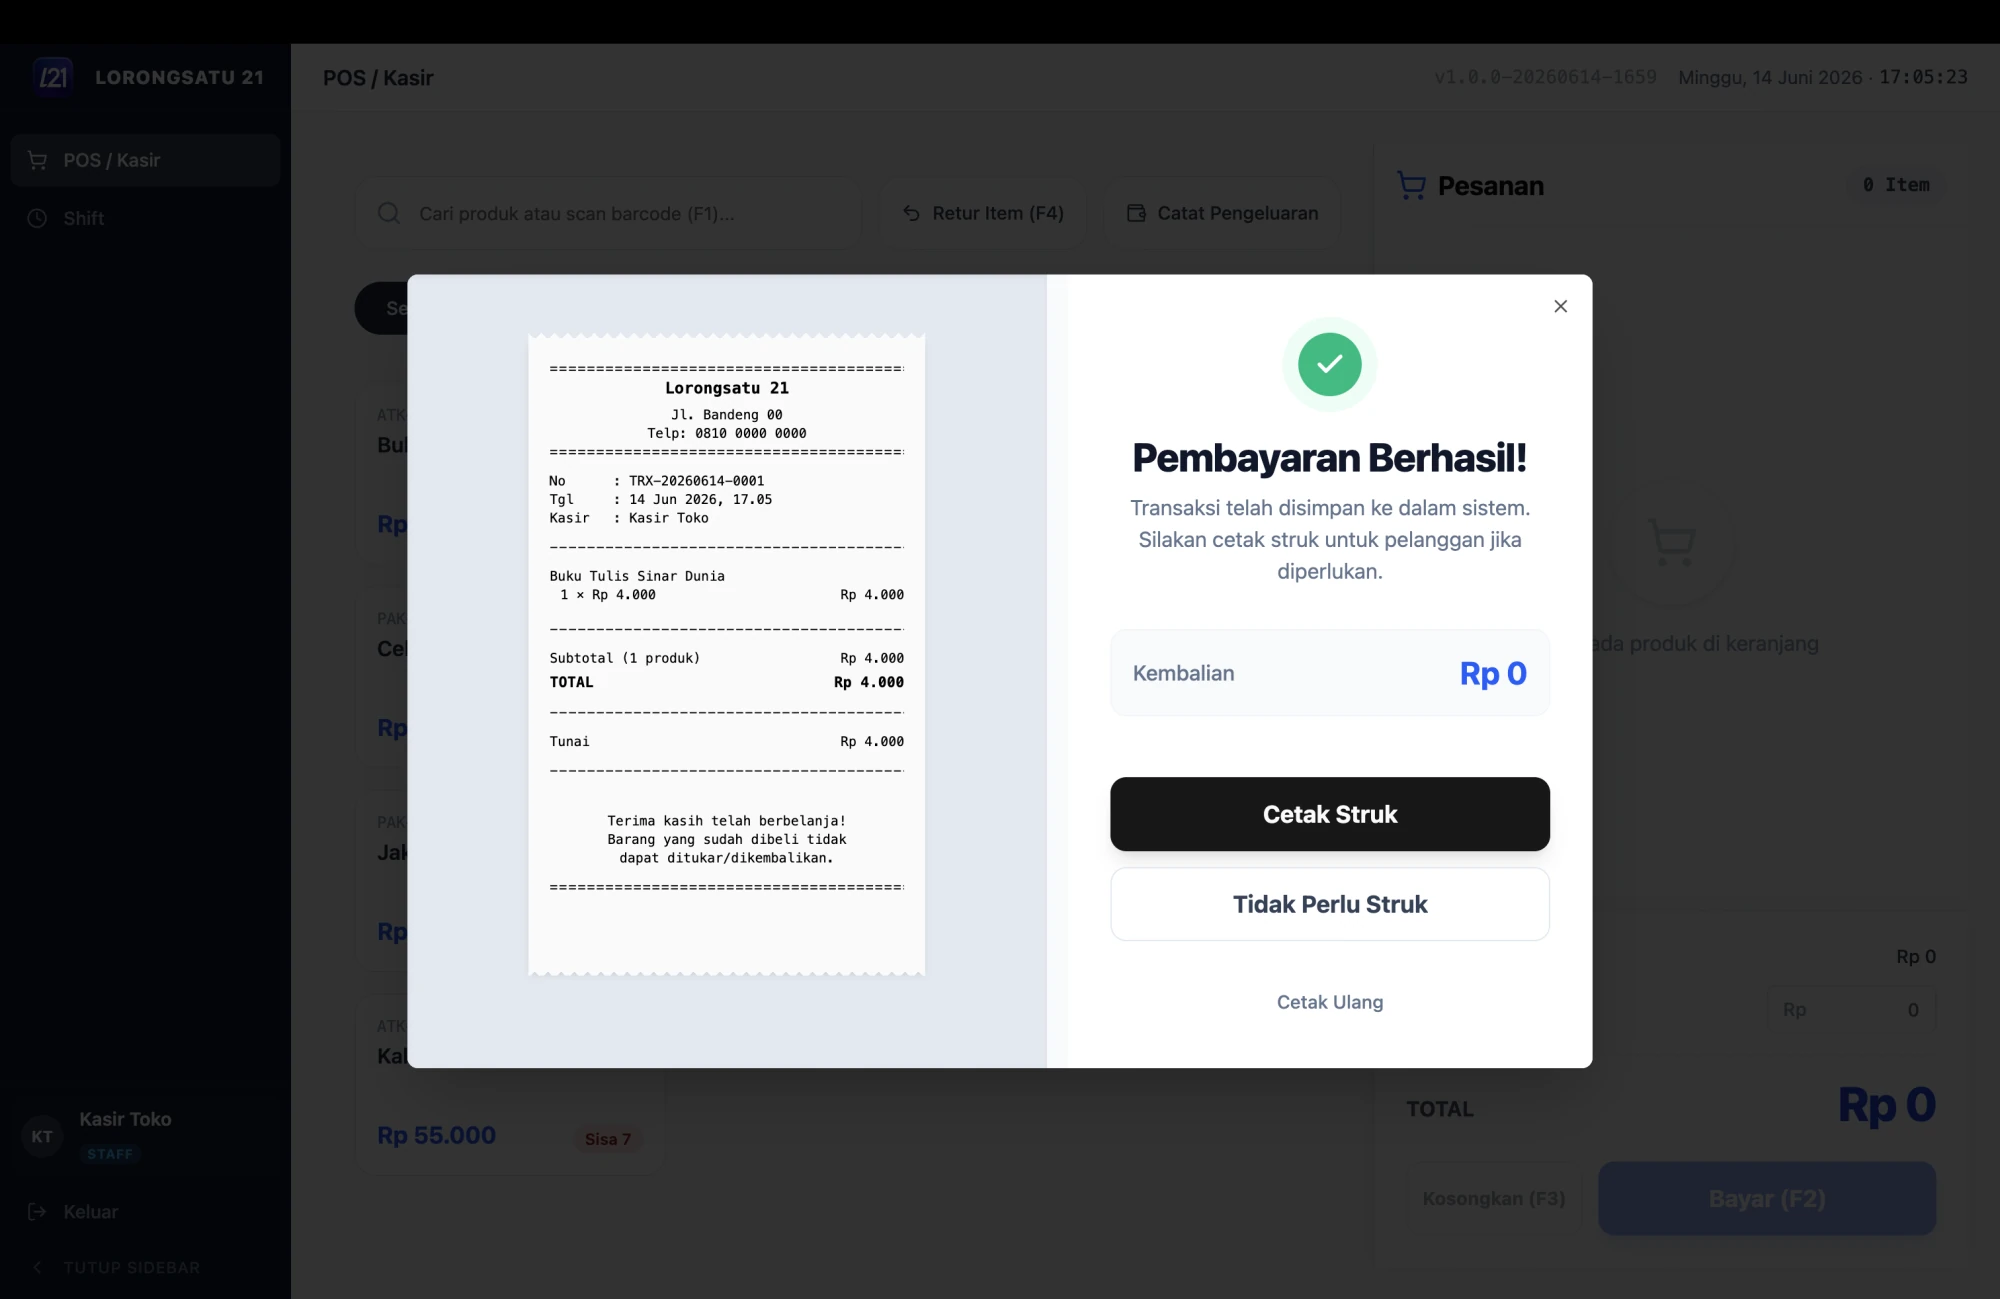 L21 LORONGSATU 21
POS / Kasir
Shift
Kasir Toko
KT
STAFF
Keluar
TUTUP SIDEBAR
POS / Kasir
v1.0.0-20260614-1659 Minggu, 14 Juni 2026 · 17:05:23
Cari produk atau scan barcode (F1)...
Retur Item (F4)
Catat Pengeluaran
Rp
Rp
Rp
Rp 55.000
Sisa 7
======================================
Lorongsatu 21
Jl. Bandeng 00
Telp: 0810 0000 0000
======================================
No : TRX-20260614-0001
Tgl : 14 Jun 2026, 17.05
Kasir : Kasir Toko
--------------------------------------
Buku Tulis Sinar Dunia
1 × Rp 4.000 Rp 4.000
--------------------------------------
Subtotal (1 produk) Rp 4.000
TOTAL Rp 4.000
--------------------------------------
Tunai Rp 4.000
--------------------------------------
Terima kasih telah berbelanja!
Barang yang sudah dibeli tidak
dapat ditukar/dikembalikan.
======================================
Pembayaran Berhasil!
Transaksi telah disimpan ke dalam sistem.
Silakan cetak struk untuk pelanggan jika
diperlukan.
Kembalian Rp 0
Cetak Struk
Tidak Perlu Struk
Cetak Ulang
Pesanan 0 Item
produk di keranjang
Rp 0
Rp 0
TOTAL Rp 0
Kosongkan (F3) Bayar (F2)